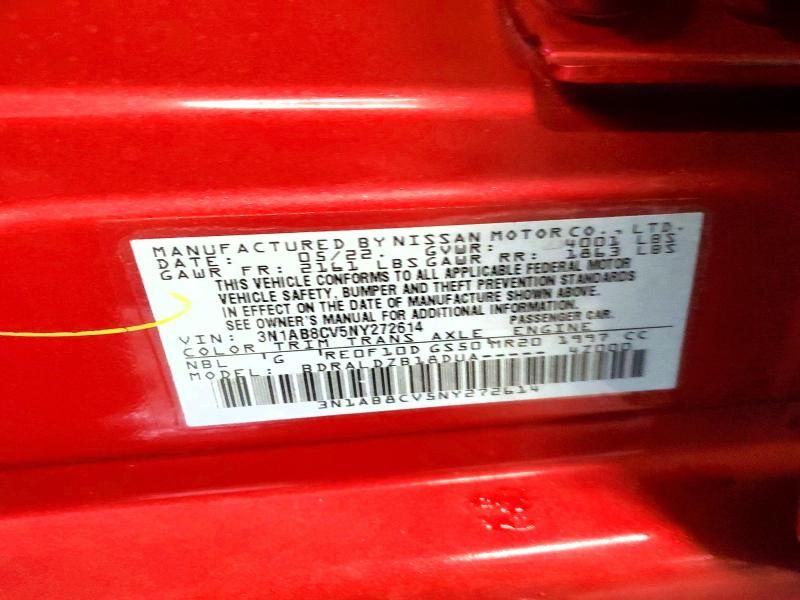 MANUFACTURED BY NISSAN MOTOR CO., LTD.
DATE: 05/22, GVWR: 4001 LBS
GAWR FR: 2161 LBS GAWR RR: 1863 LBS
THIS VEHICLE CONFORMS TO ALL APPLICABLE FEDERAL MOTOR
VEHICLE SAFETY, BUMPER AND THEFT PREVENTION STANDARDS
IN EFFECT ON THE DATE OF MANUFACTURE SHOWN ABOVE.
SEE OWNER'S MANUAL FOR ADDITIONAL INFORMATION.
VIN: 3N1AB8CV5NY272614 PASSENGER CAR.
COLOR TRIM TRANS AXLE ENGINE
NBL G RE0F10D GS50 MR20 1997 CC
MODEL: BDRALDZB18DUA----- 4Z000
3N1AB8CV5NY272614